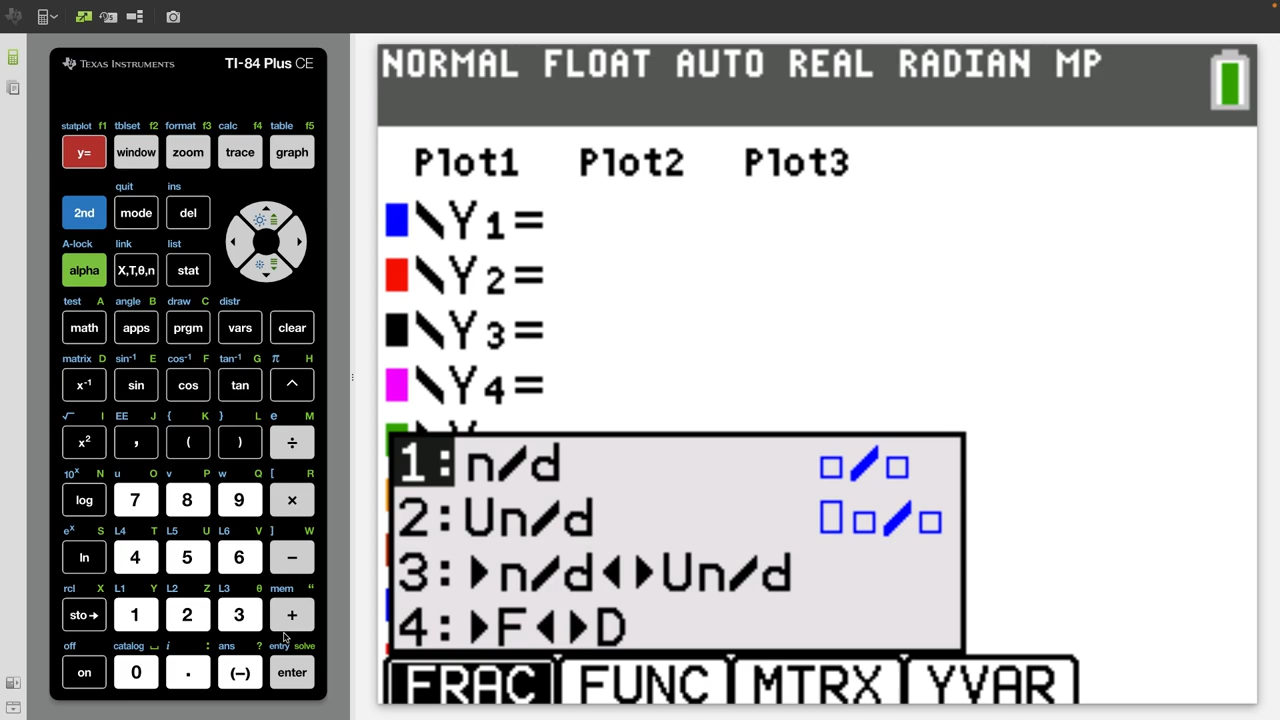 TEXAS INSTRUMENTS TI-84 Plus CE
statplot f1 tblset f2 format f3 calc f4 table f5
y= window zoom trace graph
quit ins
2nd mode del
A-lock link list
alpha X,T,θ,n stat
test A angle B draw C distr
math apps prgm vars clear
matrix D sin⁻¹ E cos⁻¹ F tan⁻¹ G π H
x⁻¹ sin cos tan ^
√ I EE J { K } L e M
x² , ( ) ÷
10ˣ N u O v P w Q [ R
log 7 8 9 ×
eˣ S L4 T L5 U L6 V ] W
ln 4 5 6 −
rcl X L1 Y L2 Z L3 θ mem “
sto→ 1 2 3 +
off catalog ⎵ i : ans ? entry solve
on 0 . (−) enter
NORMAL FLOAT AUTO REAL RADIAN MP
Plot1 Plot2 Plot3
\Y1=
\Y2=
\Y3=
\Y4=
1: n/d □/□
2: Un/d □□/□
3: ►n/d◄►Un/d
4: ►F◄►D
FRAC FUNC MTRX YVAR